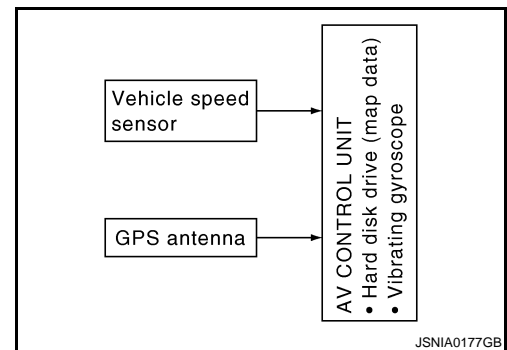 Vehicle speed
sensor
GPS antenna
AV CONTROL UNIT
• Hard disk drive (map data)
• Vibrating gyroscope
JSNIA0177GB